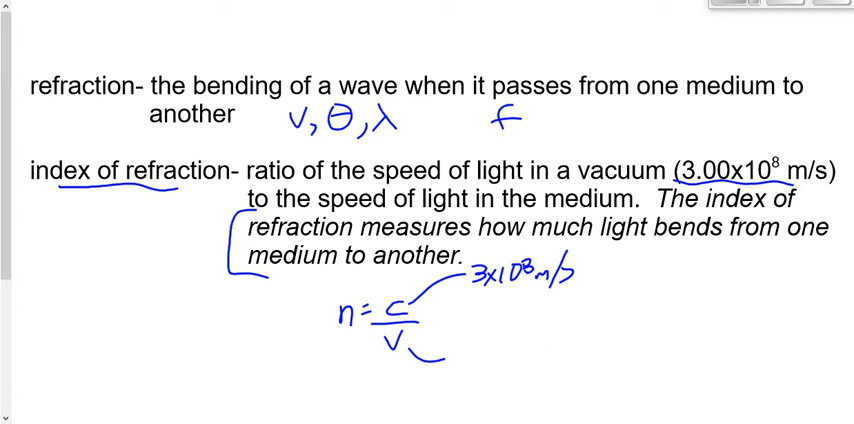 refraction- the bending of a wave when it passes from one medium to
another
v, θ, λ f
index of refraction- ratio of the speed of light in a vacuum (3.00x10⁸ m/s)
to the speed of light in the medium. The index of
refraction measures how much light bends from one
medium to another.
3x10⁸ m/s
n = c
v